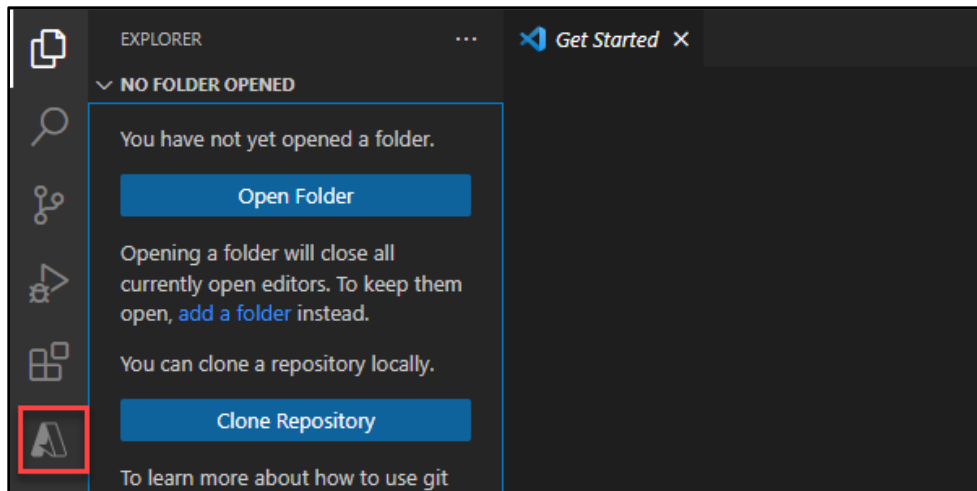 EXPLORER
Get Started
NO FOLDER OPENED
You have not yet opened a folder.
Open Folder
Opening a folder will close all
currently open editors. To keep them
open, add a folder instead.
You can clone a repository locally.
Clone Repository
To learn more about how to use git